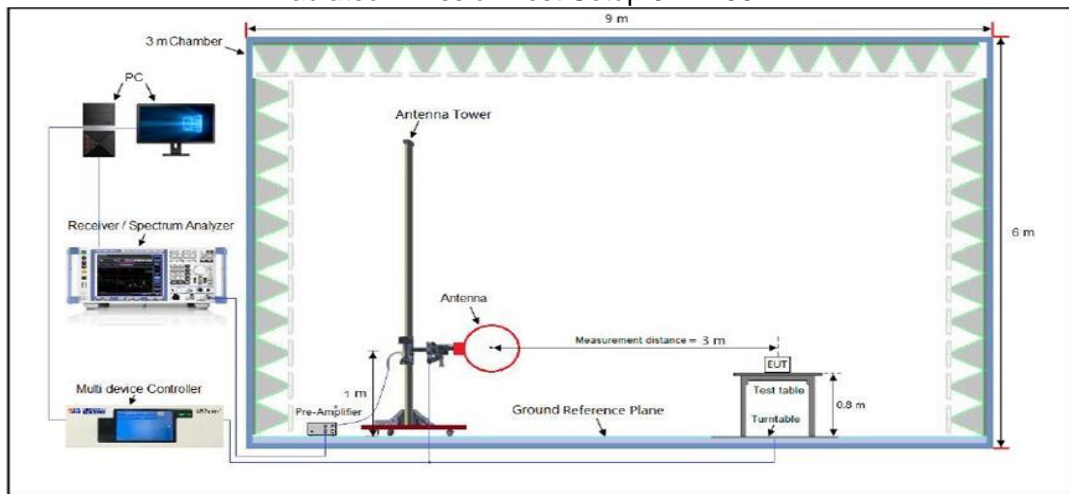 9 m
3 m Chamber
PC
Antenna Tower
Receiver / Spectrum Analyzer
6 m
Antenna
Measurement distance = 3 m
EUT
Multi device Controller
1 m
Test table
0.8 m
Pre-Amplifier
Ground Reference Plane
Turntable